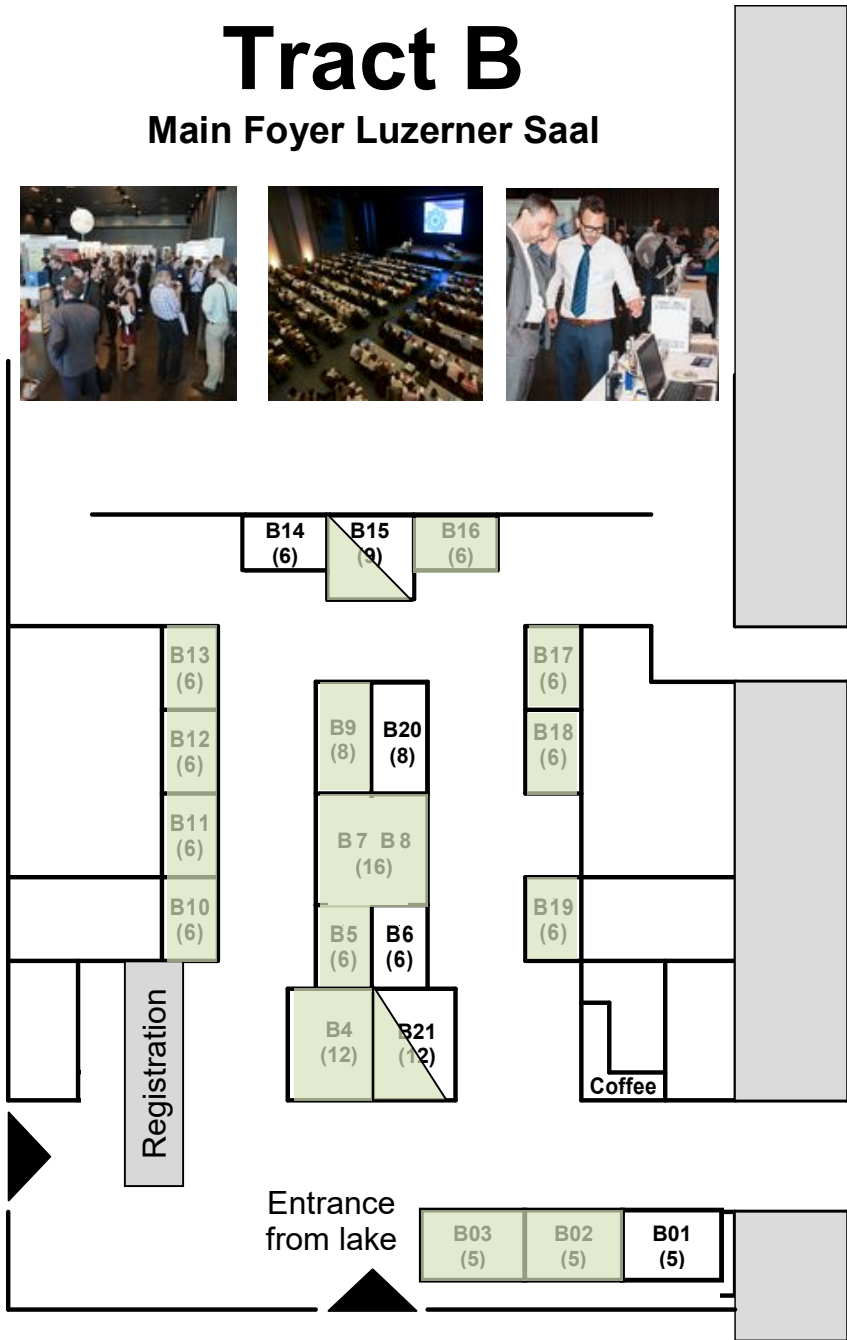 Tract B
Main Foyer Luzerner Saal
B14
(6)
B15
(9)
B16
(6)
B13
(6)
B17
(6)
B12
(6)
B9
(8)
B20
(8)
B18
(6)
B11
(6)
B7 B8
(16)
B10
(6)
B5
(6)
B6
(6)
B19
(6)
Registration
B4
(12)
B21
(12)
Coffee
Entrance
from lake
B03
(5)
B02
(5)
B01
(5)